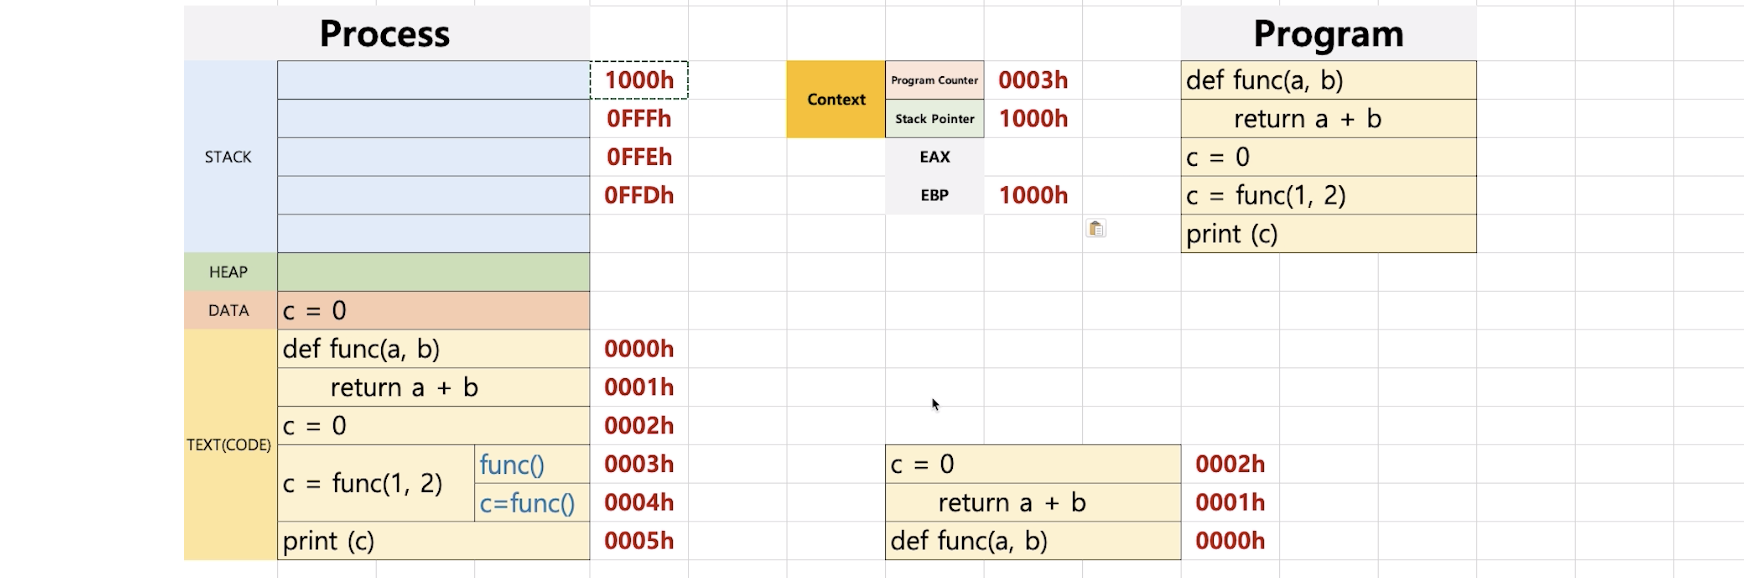 Process
Program
1000h
Context
Program Counter
0003h
def func(a, b)
0FFFh
Stack Pointer
1000h
return a + b
STACK
0FFEh
EAX
c = 0
0FFDh
EBP
1000h
c = func(1, 2)
print (c)
HEAP
DATA
c = 0
def func(a, b)
0000h
return a + b
0001h
c = 0
0002h
TEXT(CODE)
c = func(1, 2)
func()
0003h
c = 0
0002h
c=func()
0004h
return a + b
0001h
print (c)
0005h
def func(a, b)
0000h